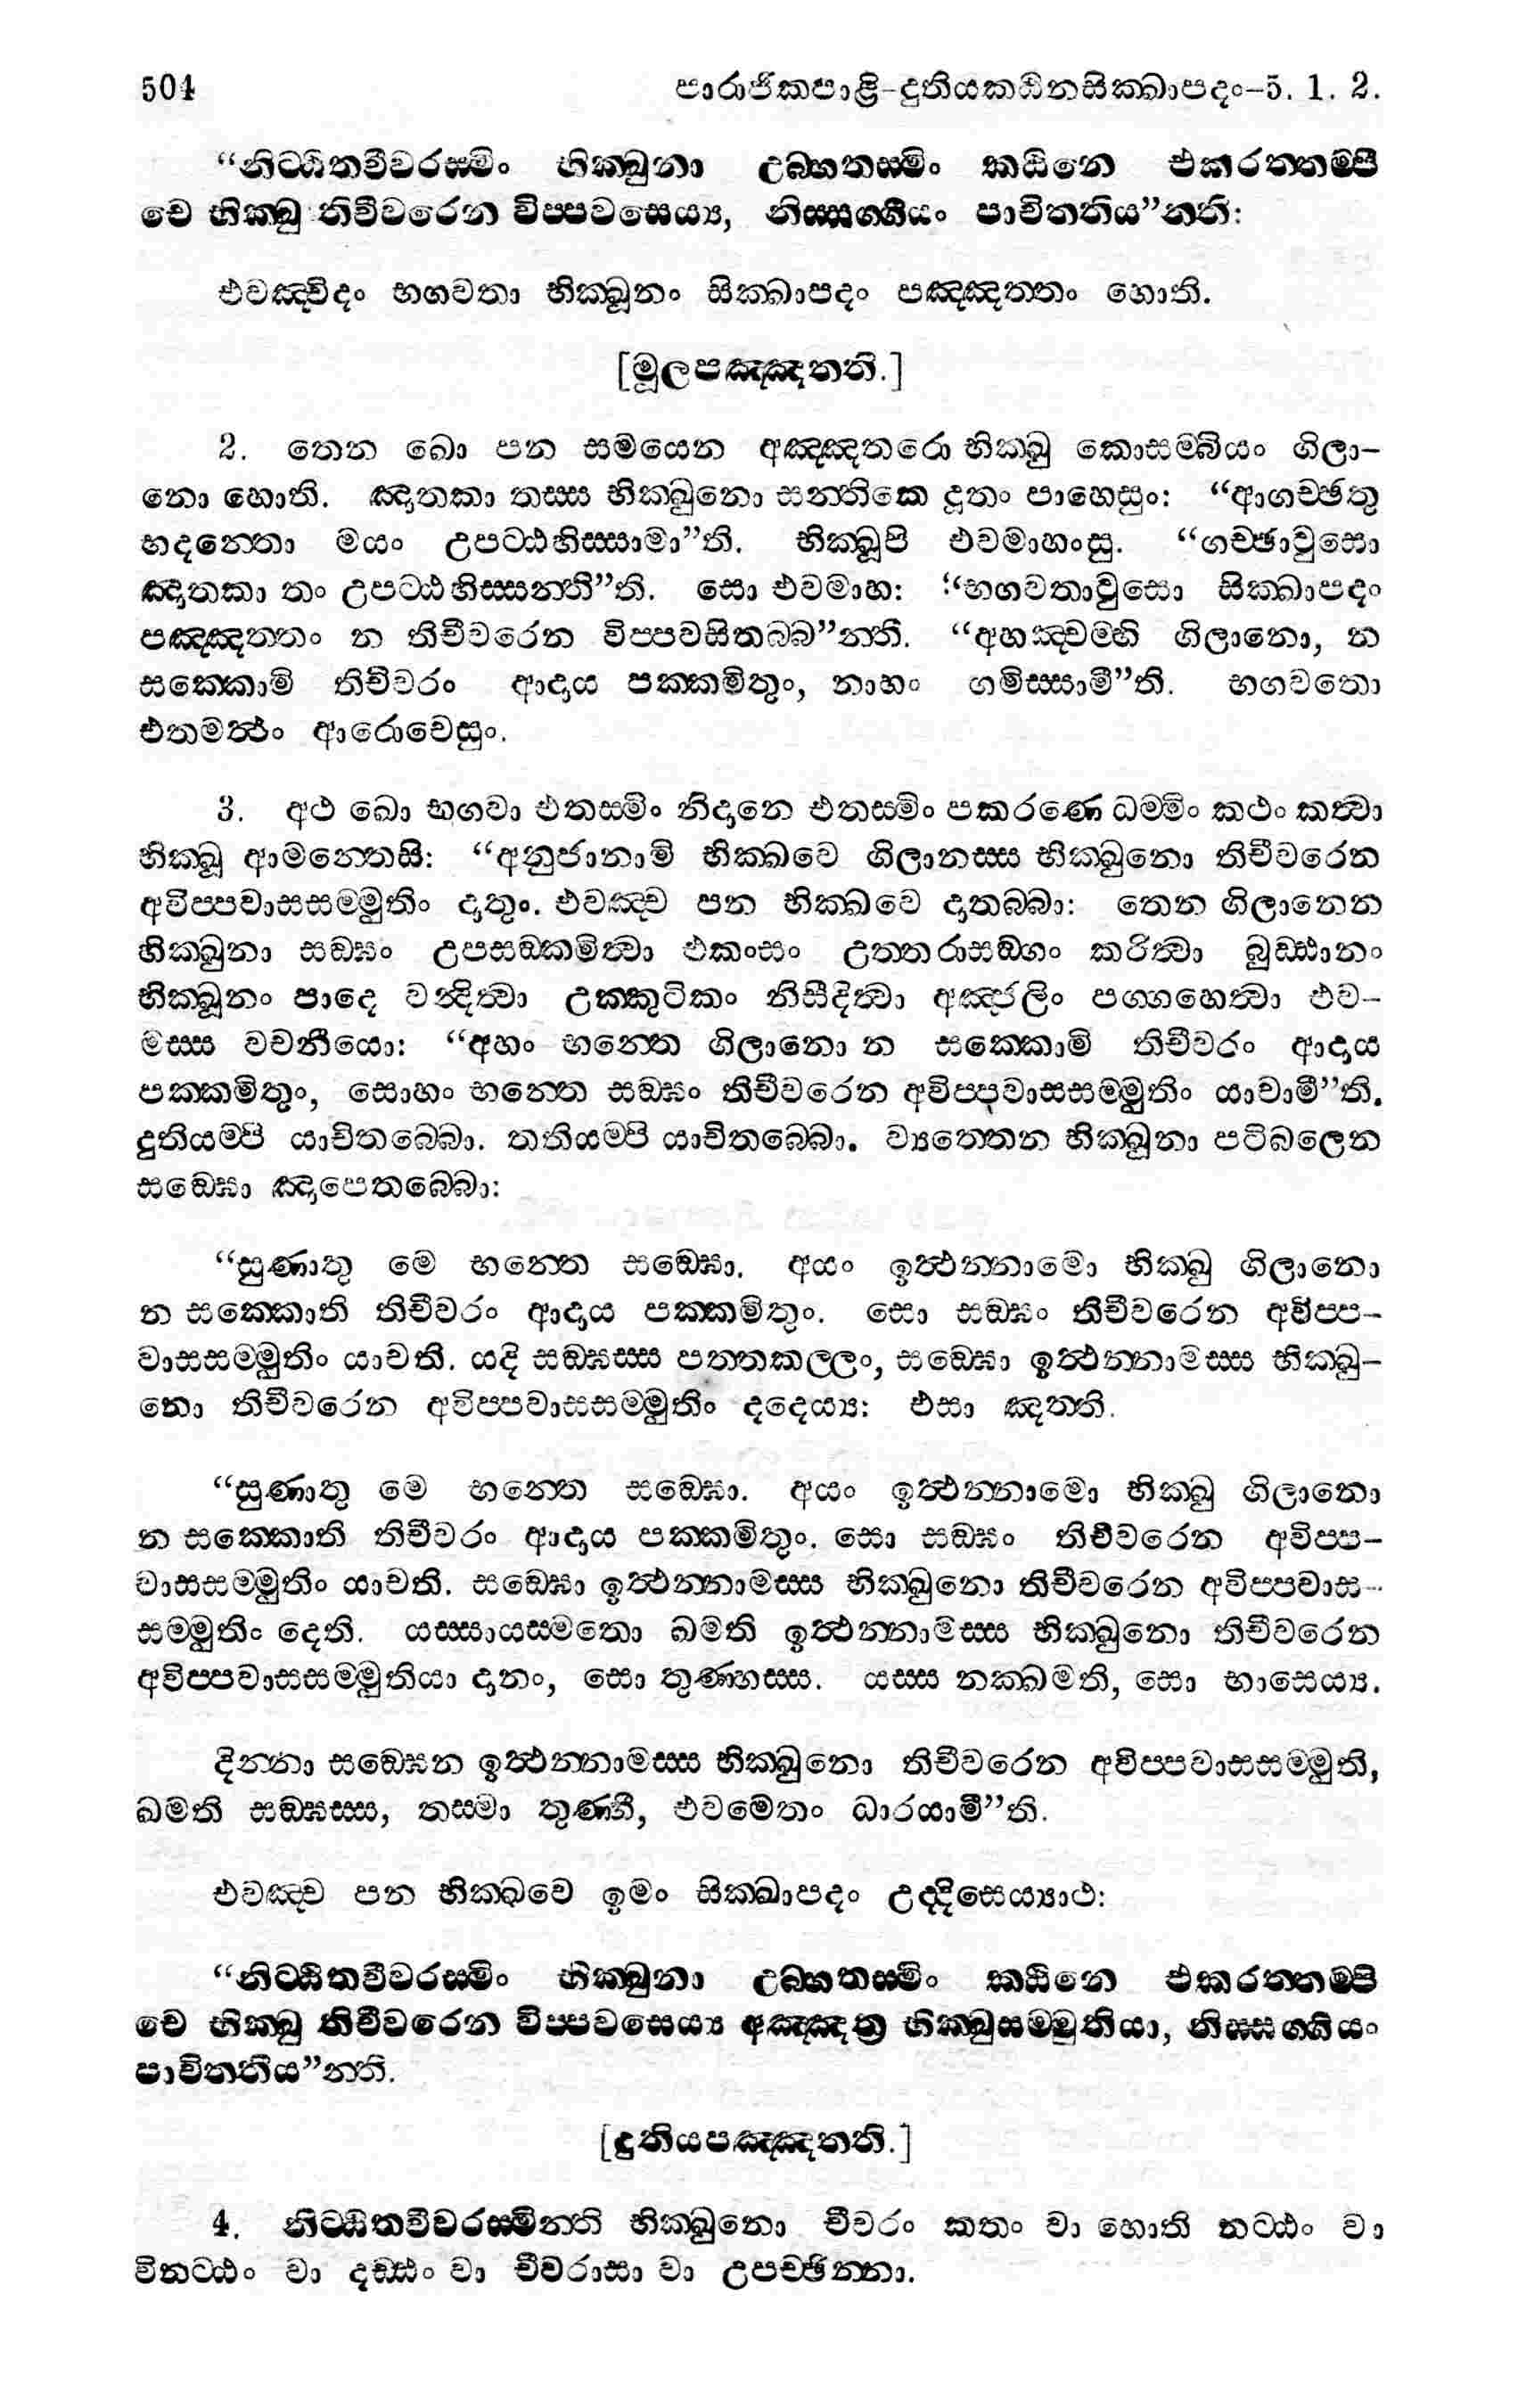 504 පාරාජිකපාළි-දුතියකඨිනසික්ඛාපදං-5. 1. 2.
“නිට්ඨිතචීවරස්මිං භික්ඛුනා උබ්භතස්මිං කඨිනෙ එකරත්තම්පි
චෙ භික්ඛු තිචීවරෙන විප්පවසෙය්‍ය, නිස්සග්ගියං පාචිත්තිය”න්ති:
එවඤ්චිදං භගවතා භික්ඛූනං සික්ඛාපදං පඤ්ඤත්තං හොති.
[මූලපඤ්ඤත්ති.]
2. තෙන ඛො පන සමයෙන අඤ්ඤතරො භික්ඛු කොසම්බියං ගිලා-
නො හොති. ඤාතකා තස්ස භික්ඛුනො සන්තිකෙ දූතං පාහෙසුං: “ආගච්ඡතු
භදන්තො මයං උපට්ඨහිස්සාමා”ති. භික්ඛූපි එවමාහංසු. “ගච්ඡාවුසො
ඤාතකා තං උපට්ඨහිස්සන්තී”ති. සො එවමාහ: “භගවතාවුසො සික්ඛාපදං
පඤ්ඤත්තං න තිචීවරෙන විප්පවසිතබ්බ”න්ති. “අහඤ්චම්හි ගිලානො, න
සක්කොමි තිචීවරං ආදාය පක්කමිතුං, නාහං ගමිස්සාමී”ති. භගවතො
එතමත්ථං ආරොචෙසුං.
3. අථ ඛො භගවා එතස්මිං නිදානෙ එතස්මිං පකරණෙ ධම්මිං කථං කත්වා
භික්ඛූ ආමන්තෙසි: “අනුජානාමි භික්ඛවෙ ගිලානස්ස භික්ඛුනො තිචීවරෙන
අවිප්පවාසසම්මුතිං දාතුං. එවඤ්ච පන භික්ඛවෙ දාතබ්බා: තෙන ගිලානෙන
භික්ඛුනා සඞ්ඝං උපසඞ්කමිත්වා එකංසං උත්තරාසඞ්ගං කරිත්වා බුඩ්ඪානං
භික්ඛූනං පාදෙ වන්දිත්වා උක්කුටිකං නිසීදිත්වා අඤ්ජලිං පග්ගහෙත්වා එව-
මස්ස වචනීයො: “අහං භන්තෙ ගිලානො න සක්කොමි තිචීවරං ආදාය
පක්කමිතුං, සොහං භන්තෙ සඞ්ඝං තිචීවරෙන අවිප්පවාසසම්මුතිං යාචාමී”ති.
දුතියම්පි යාචිතබ්බො. තතියම්පි යාචිතබ්බො. ව්‍යත්තෙන භික්ඛුනා පටිබලෙන
සඞ්ඝො ඤාපෙතබ්බො:
“සුණාතු මෙ භන්තෙ සඞ්ඝො. අයං ඉත්ථන්නාමො භික්ඛු ගිලානො
න සක්කොති තිචීවරං ආදාය පක්කමිතුං. සො සඞ්ඝං තිචීවරෙන අවිප්ප-
වාසසම්මුතිං යාචති. යදි සඞ්ඝස්ස පත්තකල්ලං, සඞ්ඝො ඉත්ථන්නාමස්ස භික්ඛු-
නො තිචීවරෙන අවිප්පවාසසම්මුතිං දදෙය්‍ය: එසා ඤත්ති.
“සුණාතු මෙ භන්තෙ සඞ්ඝො. අයං ඉත්ථන්නාමො භික්ඛු ගිලානො
න සක්කොති තිචීවරං ආදාය පක්කමිතුං. සො සඞ්ඝං තිචීවරෙන අවිප්ප-
වාසසම්මුතිං යාචති. සඞ්ඝො ඉත්ථන්නාමස්ස භික්ඛුනො තිචීවරෙන අවිප්පවාස-
සම්මුතිං දෙති. යස්සායස්මතො ඛමති ඉත්ථන්නාමස්ස භික්ඛුනො තිචීවරෙන
අවිප්පවාසසම්මුතියා දානං, සො තුණ්හස්ස. යස්ස නක්ඛමති, සො භාසෙය්‍ය.
දින්නා සඞ්ඝෙන ඉත්ථන්නාමස්ස භික්ඛුනො තිචීවරෙන අවිප්පවාසසම්මුති,
ඛමති සඞ්ඝස්ස, තස්මා තුණ්හී, එවමෙතං ධාරයාමී”ති.
එවඤ්ච පන භික්ඛවෙ ඉමං සික්ඛාපදං උද්දිසෙය්‍යාථ:
“නිට්ඨිතචීවරස්මිං භික්ඛුනා උබ්භතස්මිං කඨිනෙ එකරත්තම්පි
චෙ භික්ඛු තිචීවරෙන විප්පවසෙය්‍ය අඤ්ඤත්‍ර භික්ඛුසම්මුතියා, නිස්සග්ගියං
පාචිත්තිය”න්ති.
[දුතියපඤ්ඤත්ති.]
4. නිට්ඨිතචීවරස්මින්ති භික්ඛුනො චීවරං කතං වා හොති නට්ඨං වා
විනට්ඨං වා දඩ්ඪං වා චීවරාසා වා උපච්ඡින්නා.